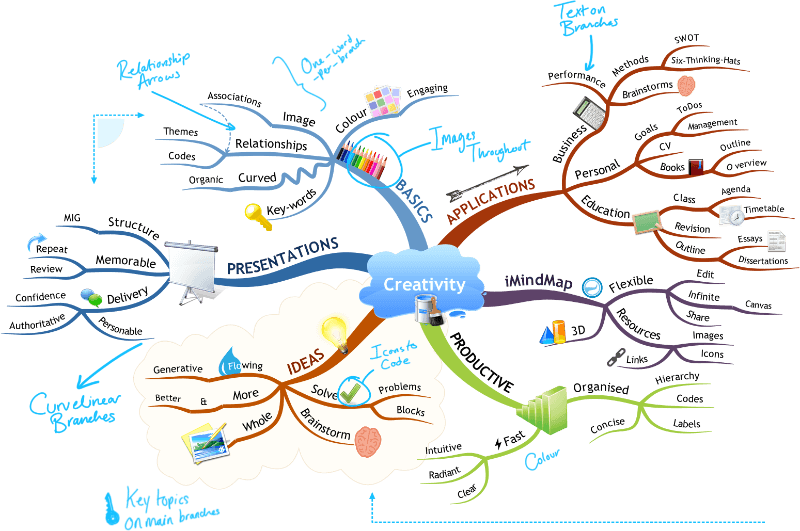 Creativity
BASICS
Image
Associations
Relationships
Themes
Codes
Curved
Organic
Key-words
Colour
Engaging
APPLICATIONS
Business
Performance
Methods
SWOT
Six-Thinking-Hats
Brainstorms
Personal
Goals
ToDos
Management
CV
Books
Outline
Overview
Education
Class
Agenda
Timetable
Revision
Outline
Essays
Dissertations
iMindMap
Flexible
Edit
Infinite
Canvas
Share
Resources
Images
Icons
Links
3D
PRODUCTIVE
Organised
Hierarchy
Codes
Labels
Concise
Fast
Intuitive
Radiant
Clear
IDEAS
Flowing
Generative
More
&
Better
Whole
Solve
Problems
Blocks
Brainstorm
PRESENTATIONS
Structure
MIG
Memorable
Repeat
Review
Delivery
Confidence
Authoritative
Personable
Relationship
Arrows
One-word
-per-branch
Images
Throughout
Text on
Branches
Icons to
Code
Curvelinear
Branches
Colour
Key topics
on main branches